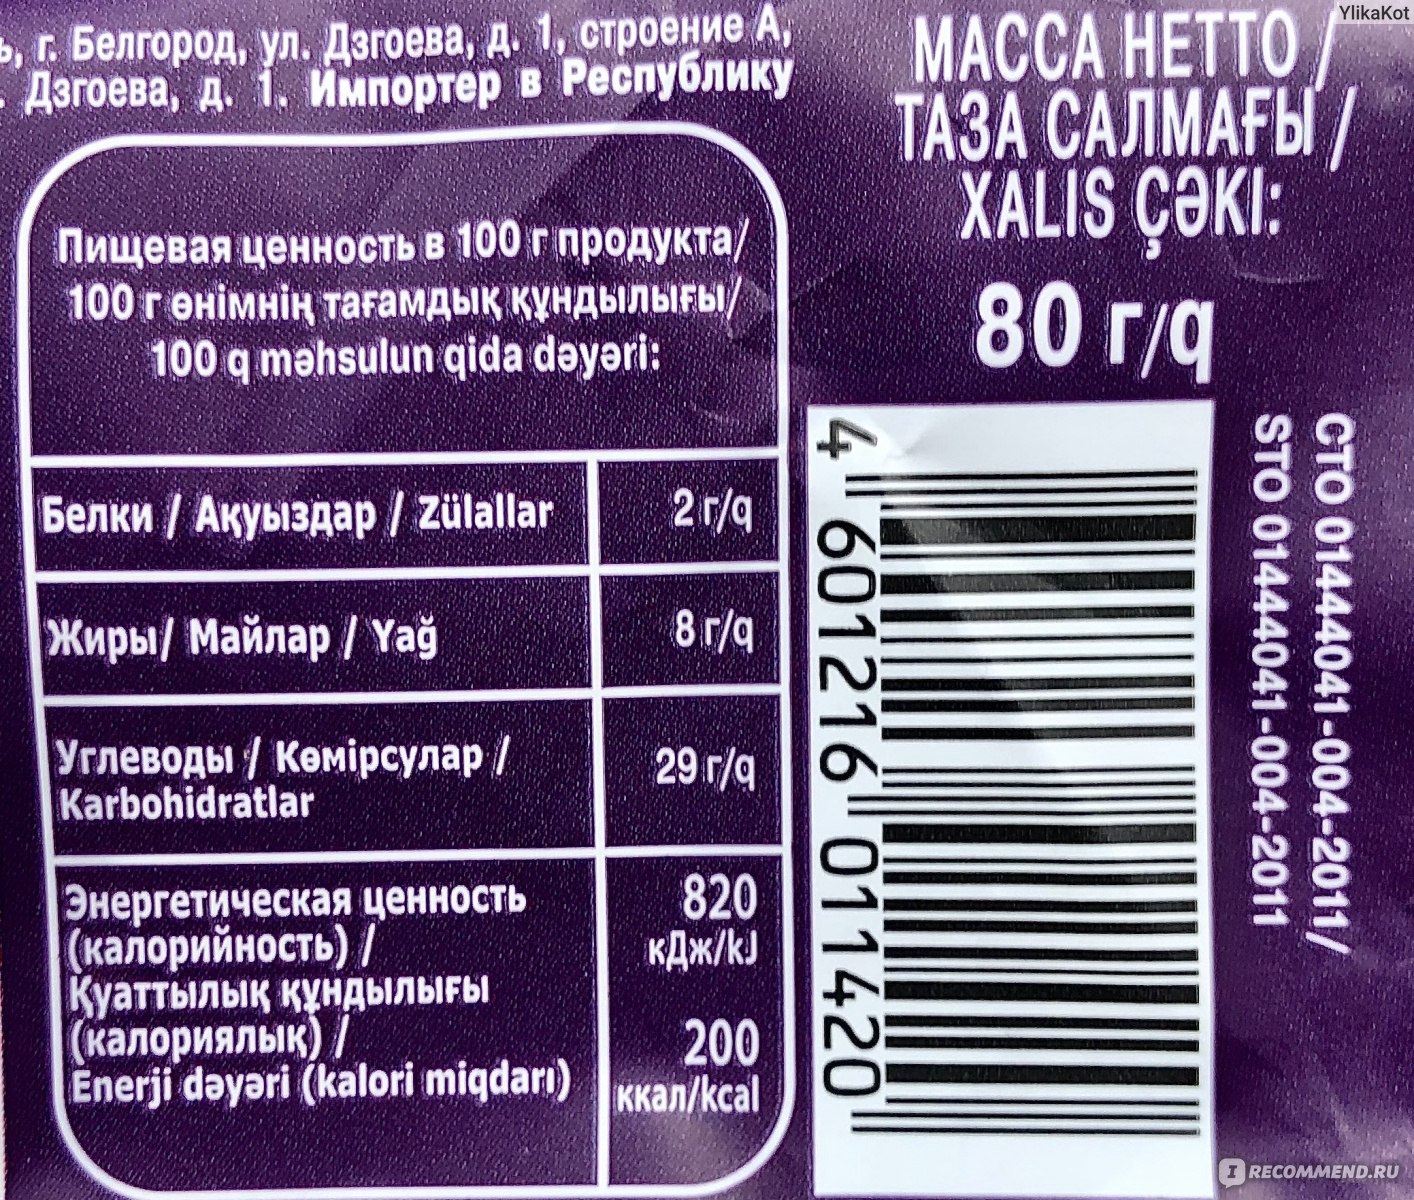 YlikaKot
г. Белгород, ул. Дзгоева, д. 1, строение А,
Дзгоева, д. 1. Импортер в Республику
МАССА НЕТТО /
ТАЗА САЛМАҒЫ /
XALIS ÇƏKI:
80 г/q
Пищевая ценность в 100 г продукта/
100 г өнімнің тағамдық құндылығы/
100 q məhsulun qida dəyəri:
Белки / Ақуыздар / Zülallar 2 г/q
Жиры/ Майлар / Yağ 8 г/q
Углеводы / Көмірсулар /
Karbohidratlar 29 г/q
Энергетическая ценность
(калорийность) /
Қуаттылық құндылығы
(калориялық) /
Enerji dəyəri (kalori miqdarı)
820
кДж/kJ
200
ккал/kcal
4 601216 011420
СТО 01444041-004-2011/
STO 01444041-004-2011
IRECOMMEND.RU